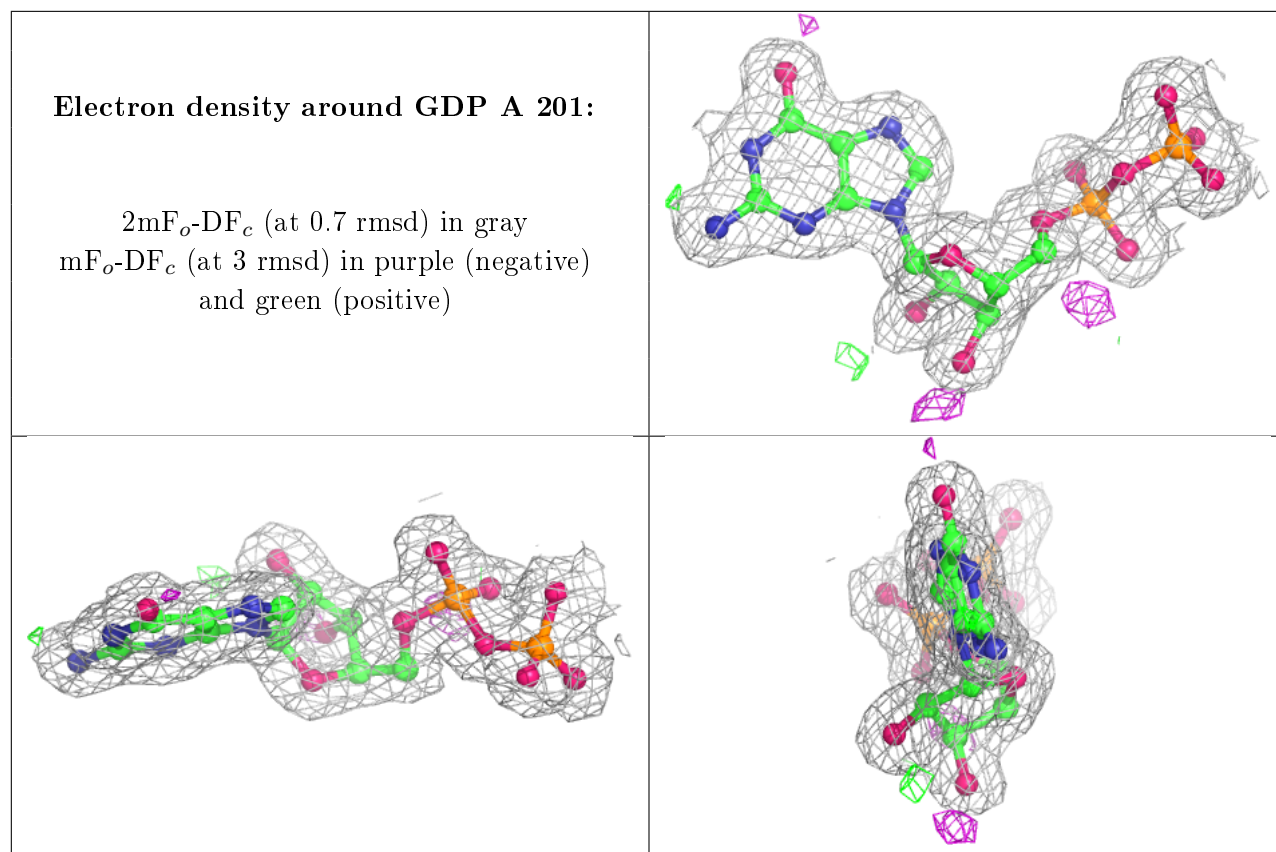 Electron density around GDP A 201:
2mFo-DFc (at 0.7 rmsd) in gray
mFo-DFc (at 3 rmsd) in purple (negative)
and green (positive)